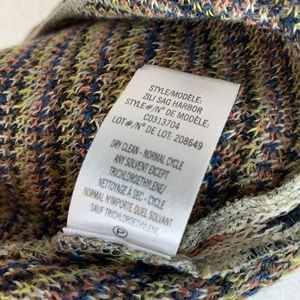 STYLE/MODÈLE:
ZILI SAG HARBOR
STYLE#/N° DE MODÈLE:
C0313704
LOT#/N° DE LOT: 208649
DRY CLEAN - NORMAL CYCLE
ANY SOLVENT EXCEPT
TRICHLOROETHYLENE/
NETTOYAGE A SEC - CYCLE
NORMAL N'IMPORTE QUEL SOLVANT
SAUF TRICHLOROETHYLENE
P